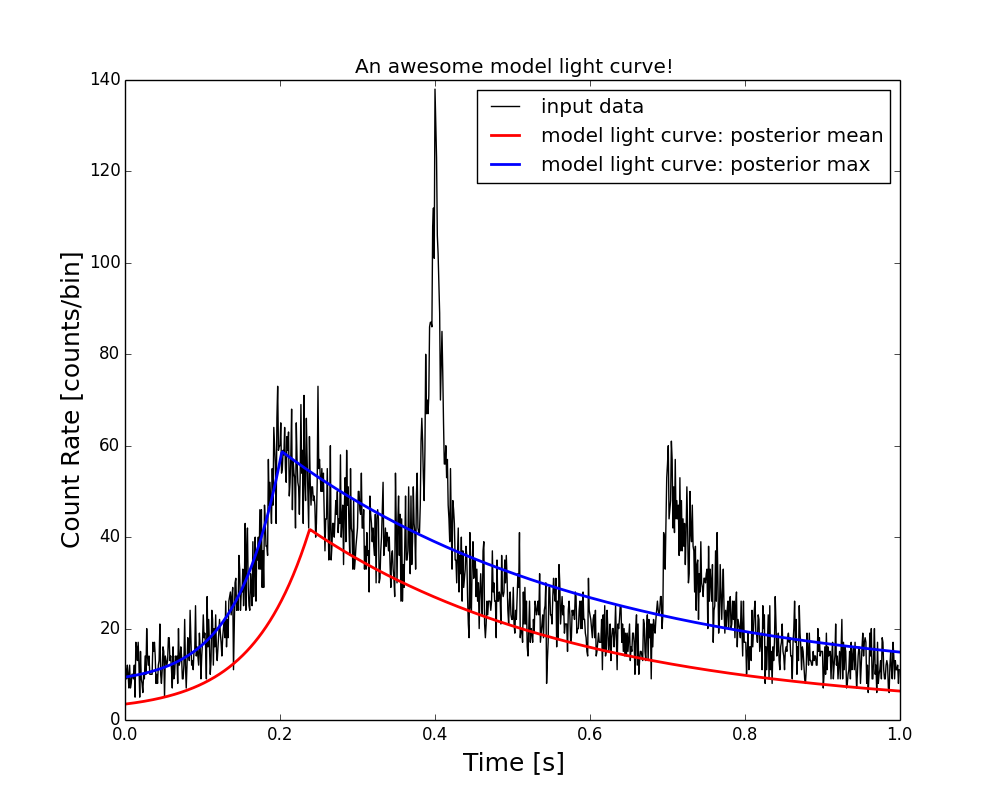 An awesome model light curve!
input data
model light curve: posterior mean
model light curve: posterior max
Count Rate [counts/bin]
140
120
100
80
60
40
20
0
0.0 0.2 0.4 0.6 0.8 1.0
Time [s]